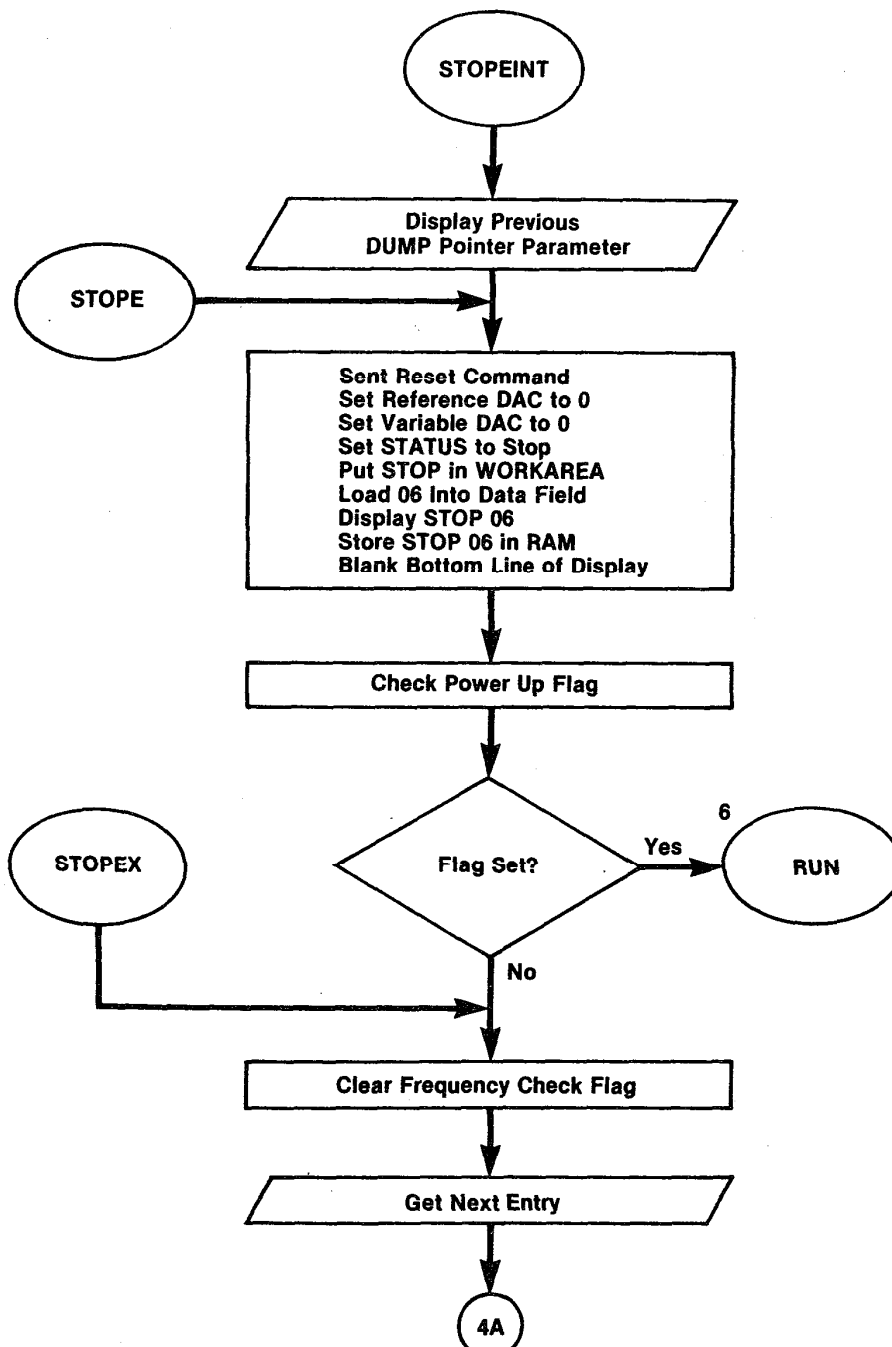 STOPEINT
Display Previous
DUMP Pointer Parameter
STOPE
Sent Reset Command
Set Reference DAC to 0
Set Variable DAC to 0
Set STATUS to Stop
Put STOP in WORKAREA
Load 06 Into Data Field
Display STOP 06
Store STOP 06 in RAM
Blank Bottom Line of Display
Check Power Up Flag
6
STOPEX
Flag Set?
Yes
RUN
No
Clear Frequency Check Flag
Get Next Entry
4A